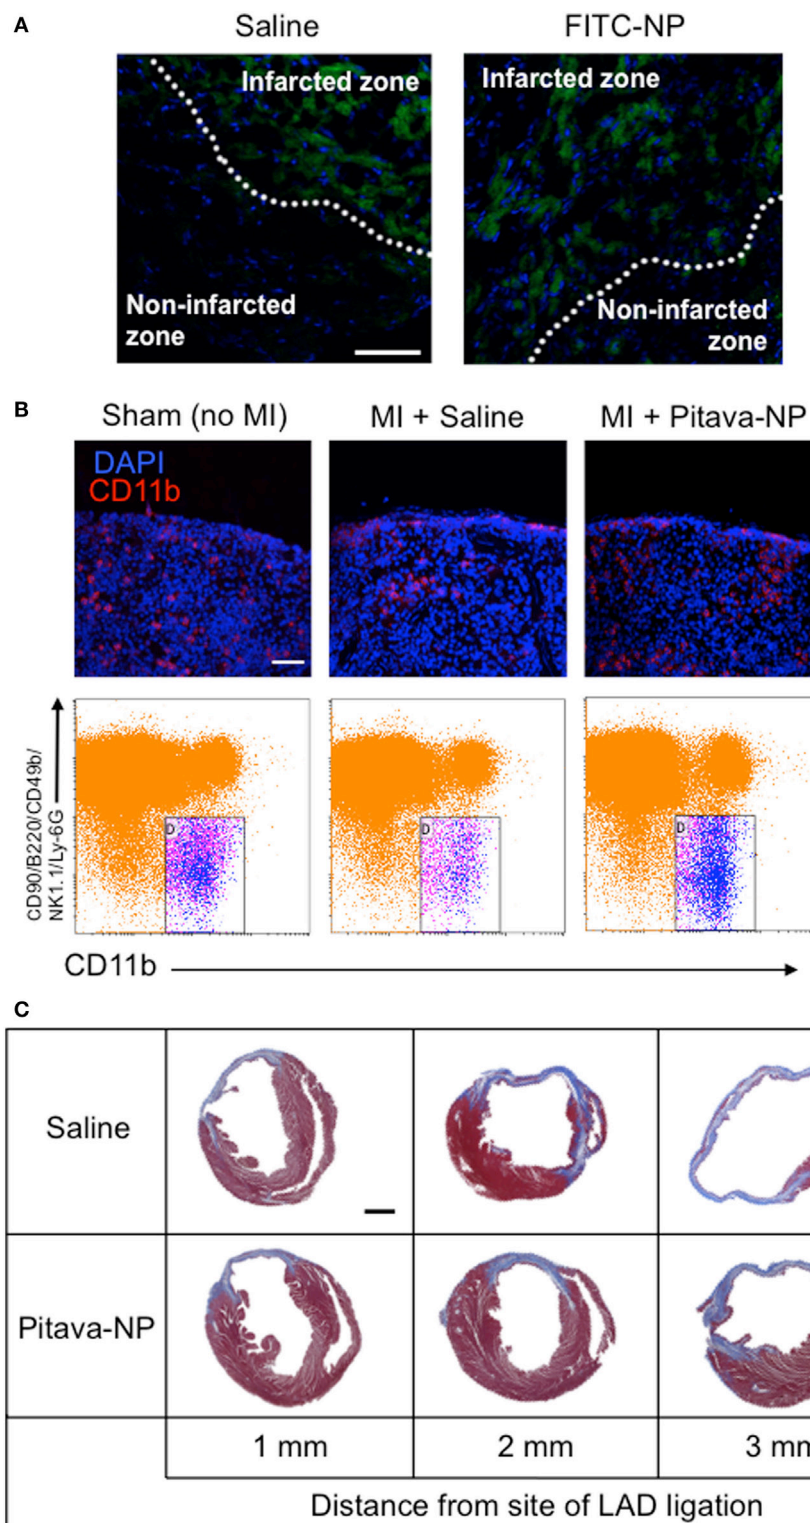 A
Saline
FITC-NP
Infarcted zone
Non-infarcted
zone
Infarcted zone
Non-infarcted
zone
B
Sham (no MI)
MI + Saline
MI + Pitava-NP
DAPI
CD11b
CD90/B220/CD49b/
NK1.1/Ly-6G
D
D
D
CD11b
C
Saline
Pitava-NP
1 mm
2 mm
3 mm
Distance from site of LAD ligation